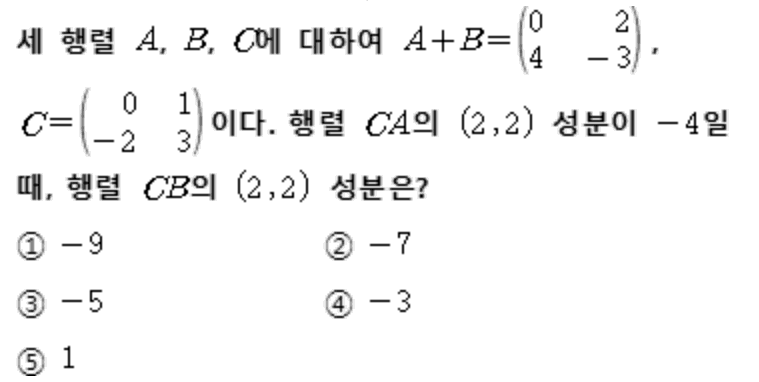 세 행렬 A, B, C에 대하여 A+B=(0 2
4 −3),
C=(0 1
−2 3)이다. 행렬 CA의 (2,2) 성분이 −4일
때, 행렬 CB의 (2,2) 성분은?
① −9 ② −7
③ −5 ④ −3
⑤ 1